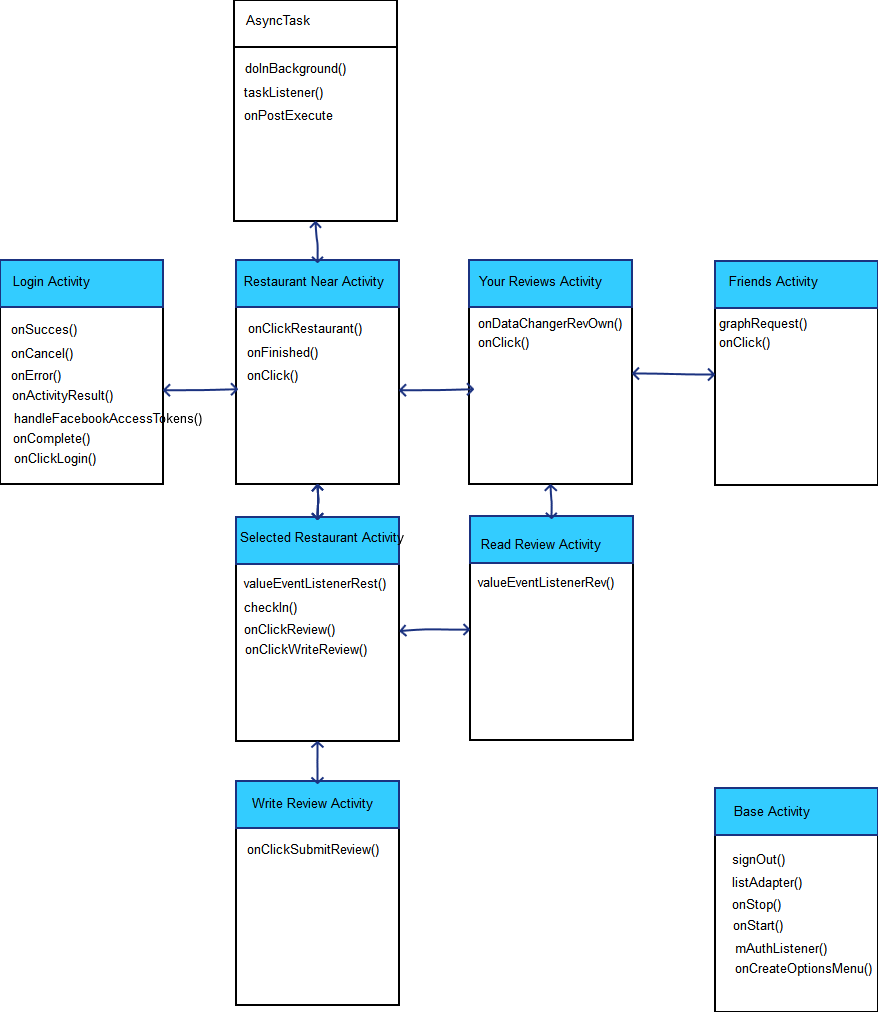 AsyncTask
doInBackground()
taskListener()
onPostExecute
Login Activity
onSucces()
onCancel()
onError()
onActivityResult()
handleFacebookAccessTokens()
onComplete()
onClickLogin()
Restaurant Near Activity
onClickRestaurant()
onFinished()
onClick()
Your Reviews Activity
onDataChangerRevOwn()
onClick()
Friends Activity
graphRequest()
onClick()
Selected Restaurant Activity
valueEventListenerRest()
checkIn()
onClickReview()
onClickWriteReview()
Read Review Activity
valueEventListenerRev()
Write Review Activity
onClickSubmitReview()
Base Activity
signOut()
listAdapter()
onStop()
onStart()
mAuthListener()
onCreateOptionsMenu()